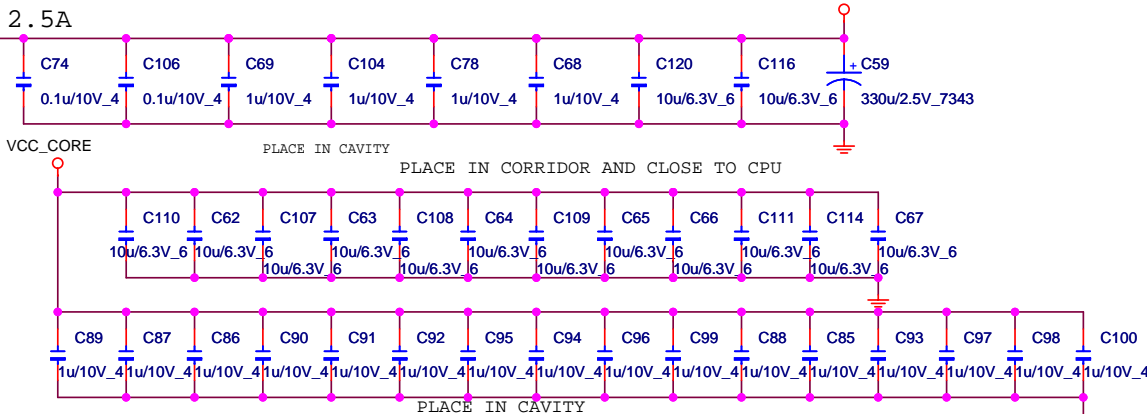 2.5A
C74 C106 C69 C104 C78 C68 C120 C116 + C59
0.1u/10V_4 0.1u/10V_4 1u/10V_4 1u/10V_4 1u/10V_4 1u/10V_4 10u/6.3V_6 10u/6.3V_6 330u/2.5V_7343
VCC_CORE
PLACE IN CAVITY
PLACE IN CORRIDOR AND CLOSE TO CPU
C110 C62 C107 C63 C108 C64 C109 C65 C66 C111 C114 C67
10u/6.3V_6 10u/6.3V_6 10u/6.3V_6 10u/6.3V_6 10u/6.3V_6 10u/6.3V_6 10u/6.3V_6
10u/6.3V_6 10u/6.3V_6 10u/6.3V_6 10u/6.3V_6 10u/6.3V_6
C89 C87 C86 C90 C91 C92 C95 C94 C96 C99 C88 C85 C93 C97 C98 C100
1u/10V_4 1u/10V_4 1u/10V_4 1u/10V_4 1u/10V_4 1u/10V_4 1u/10V_4 1u/10V_4 1u/10V_4 1u/10V_4 1u/10V_4 1u/10V_4 1u/10V_4 1u/10V_4 1u/10V_4 1u/10V_4
PLACE IN CAVITY